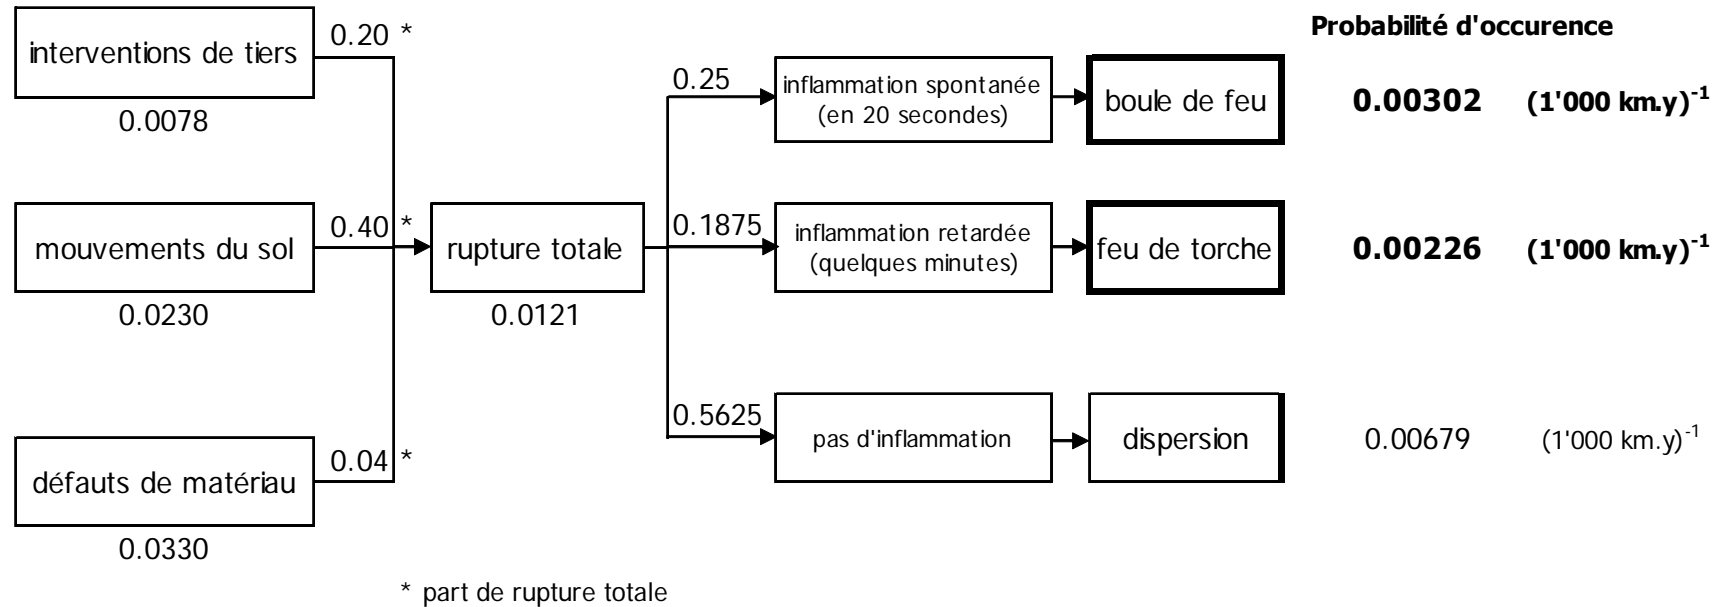 Probabilité d'occurence
interventions de tiers
0.20 *
0.0078
0.25
inflammation spontanée
(en 20 secondes)
boule de feu
0.00302 (1'000 km.y)⁻¹
mouvements du sol
0.40 *
0.0230
rupture totale
0.0121
0.1875
inflammation retardée
(quelques minutes)
feu de torche
0.00226 (1'000 km.y)⁻¹
0.5625
pas d'inflammation
dispersion
0.00679 (1'000 km.y)⁻¹
défauts de matériau
0.04 *
0.0330
* part de rupture totale